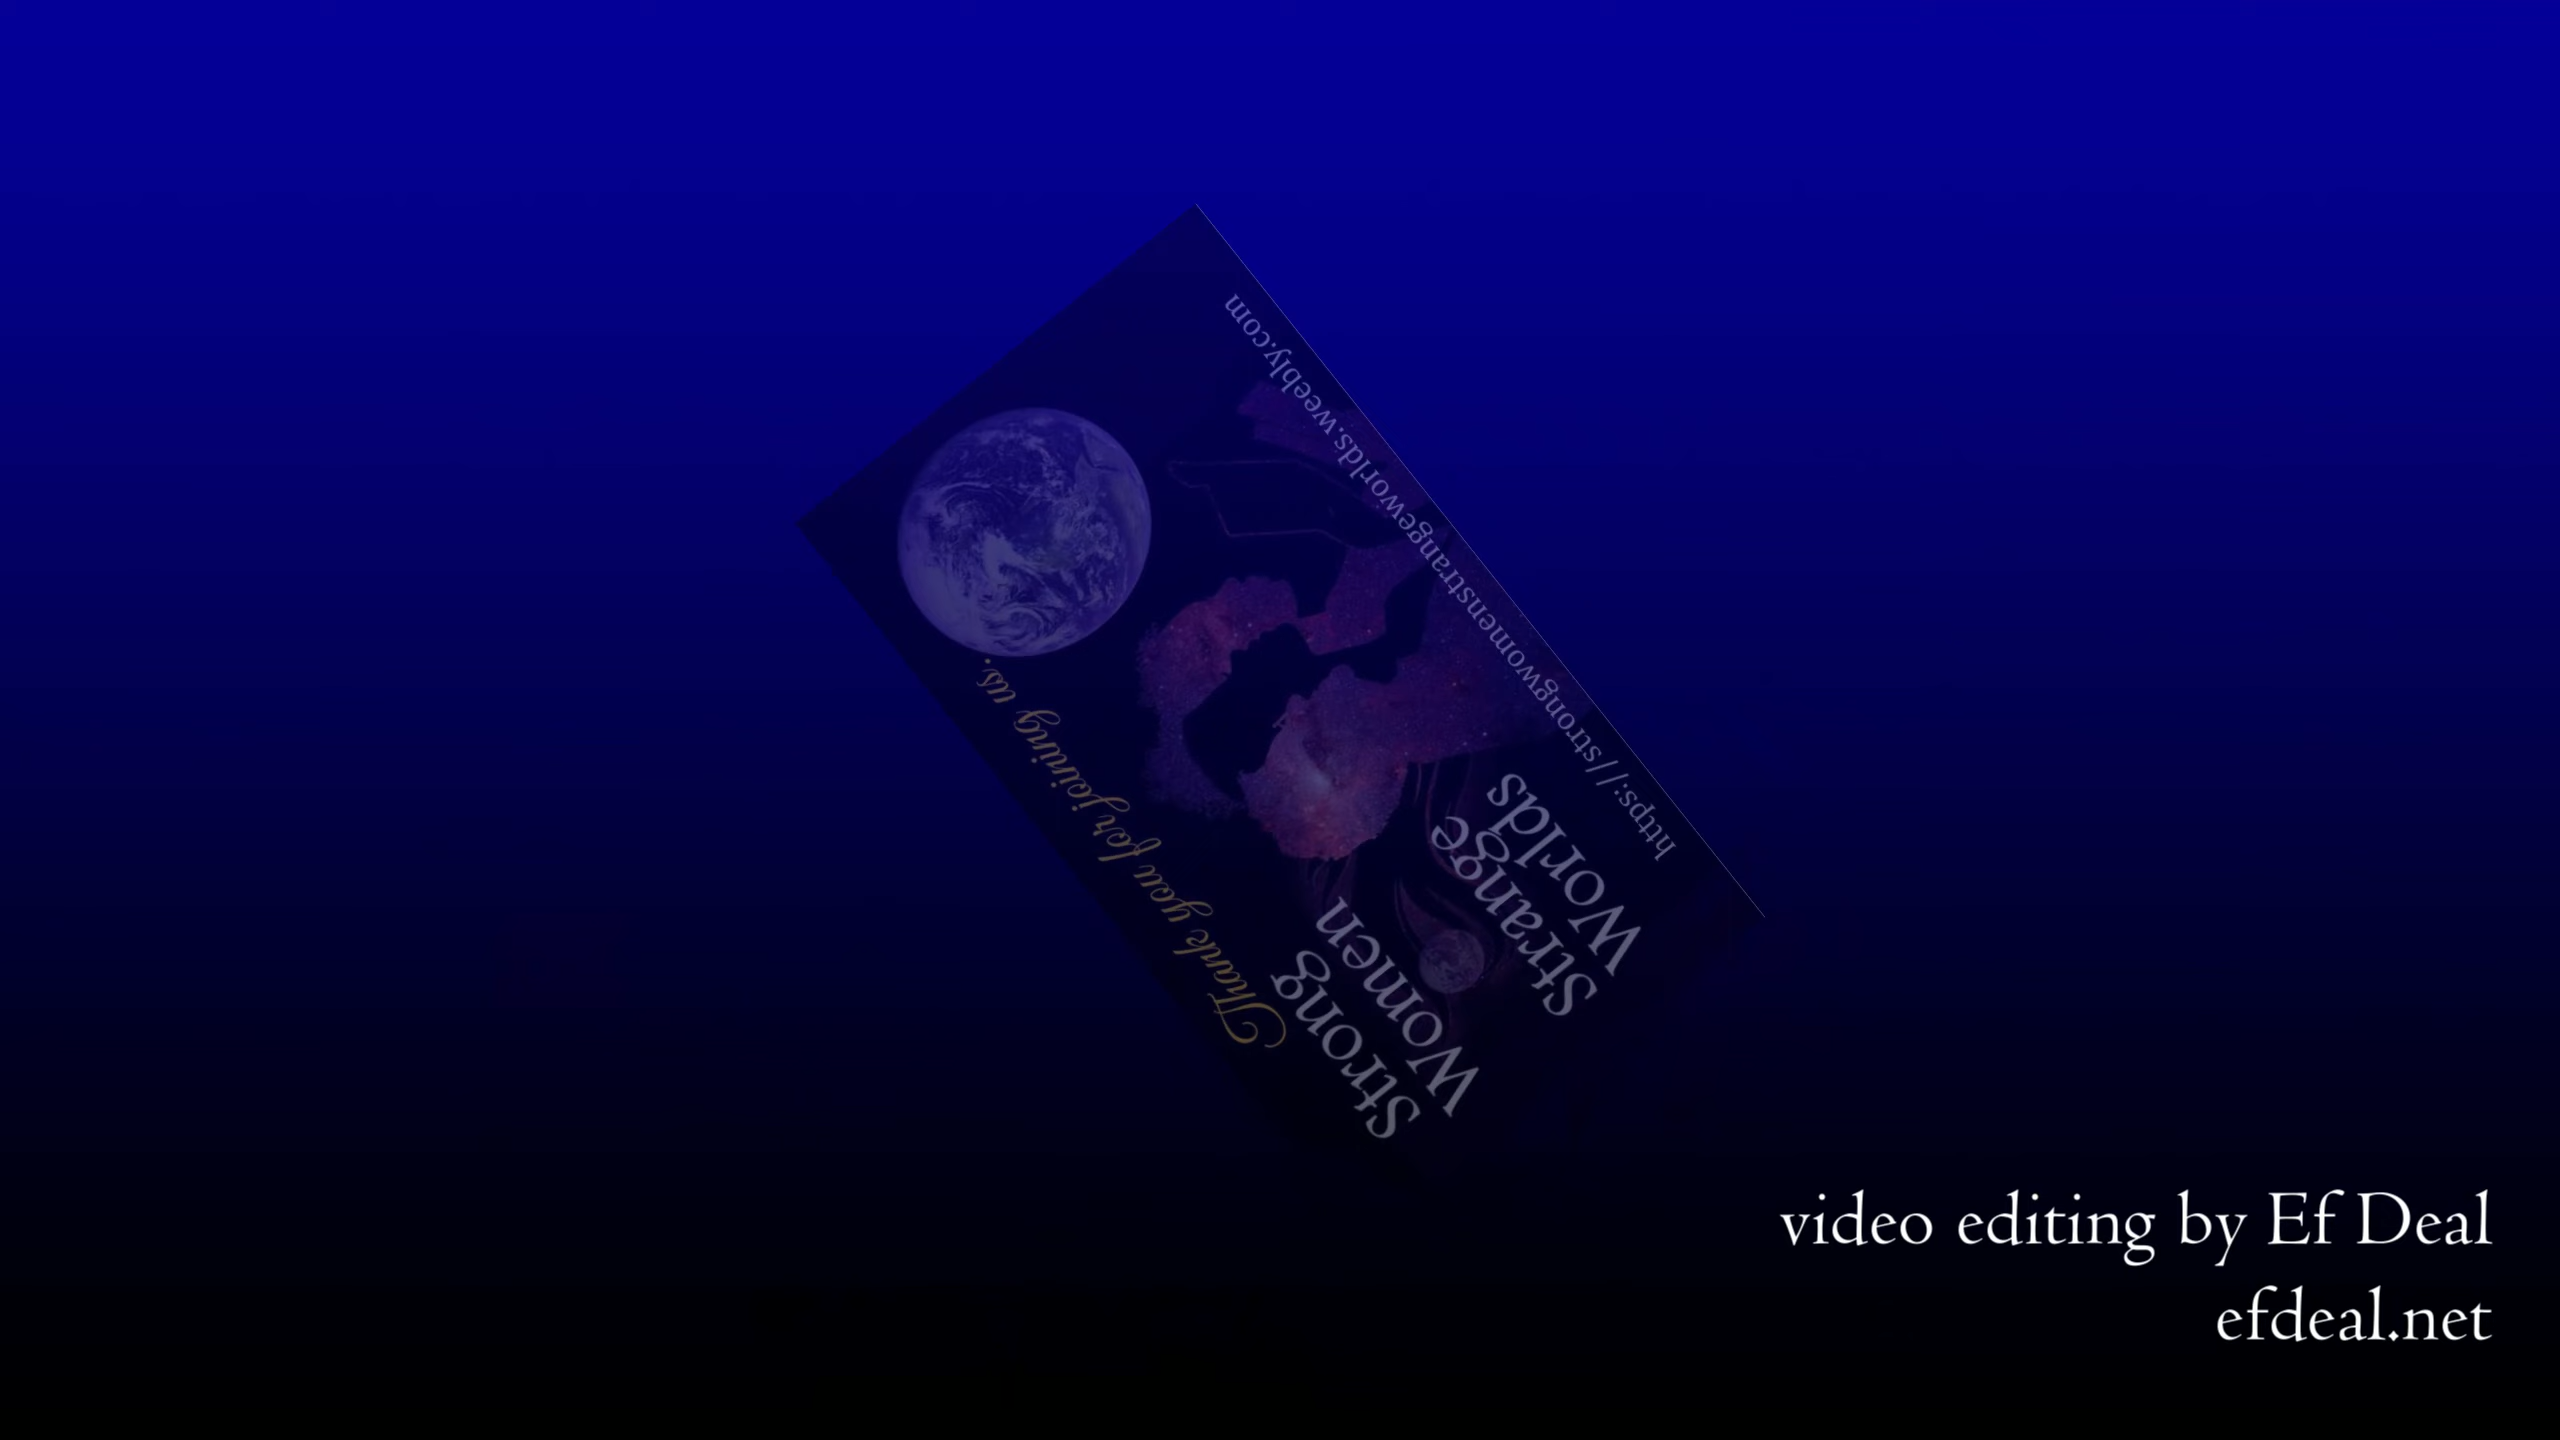 Thank you for joining us.
Strong
Women
Strange
Worlds
https://strongwomenstrangeworlds.weebly.com
video editing by Ef Deal
efdeal.net